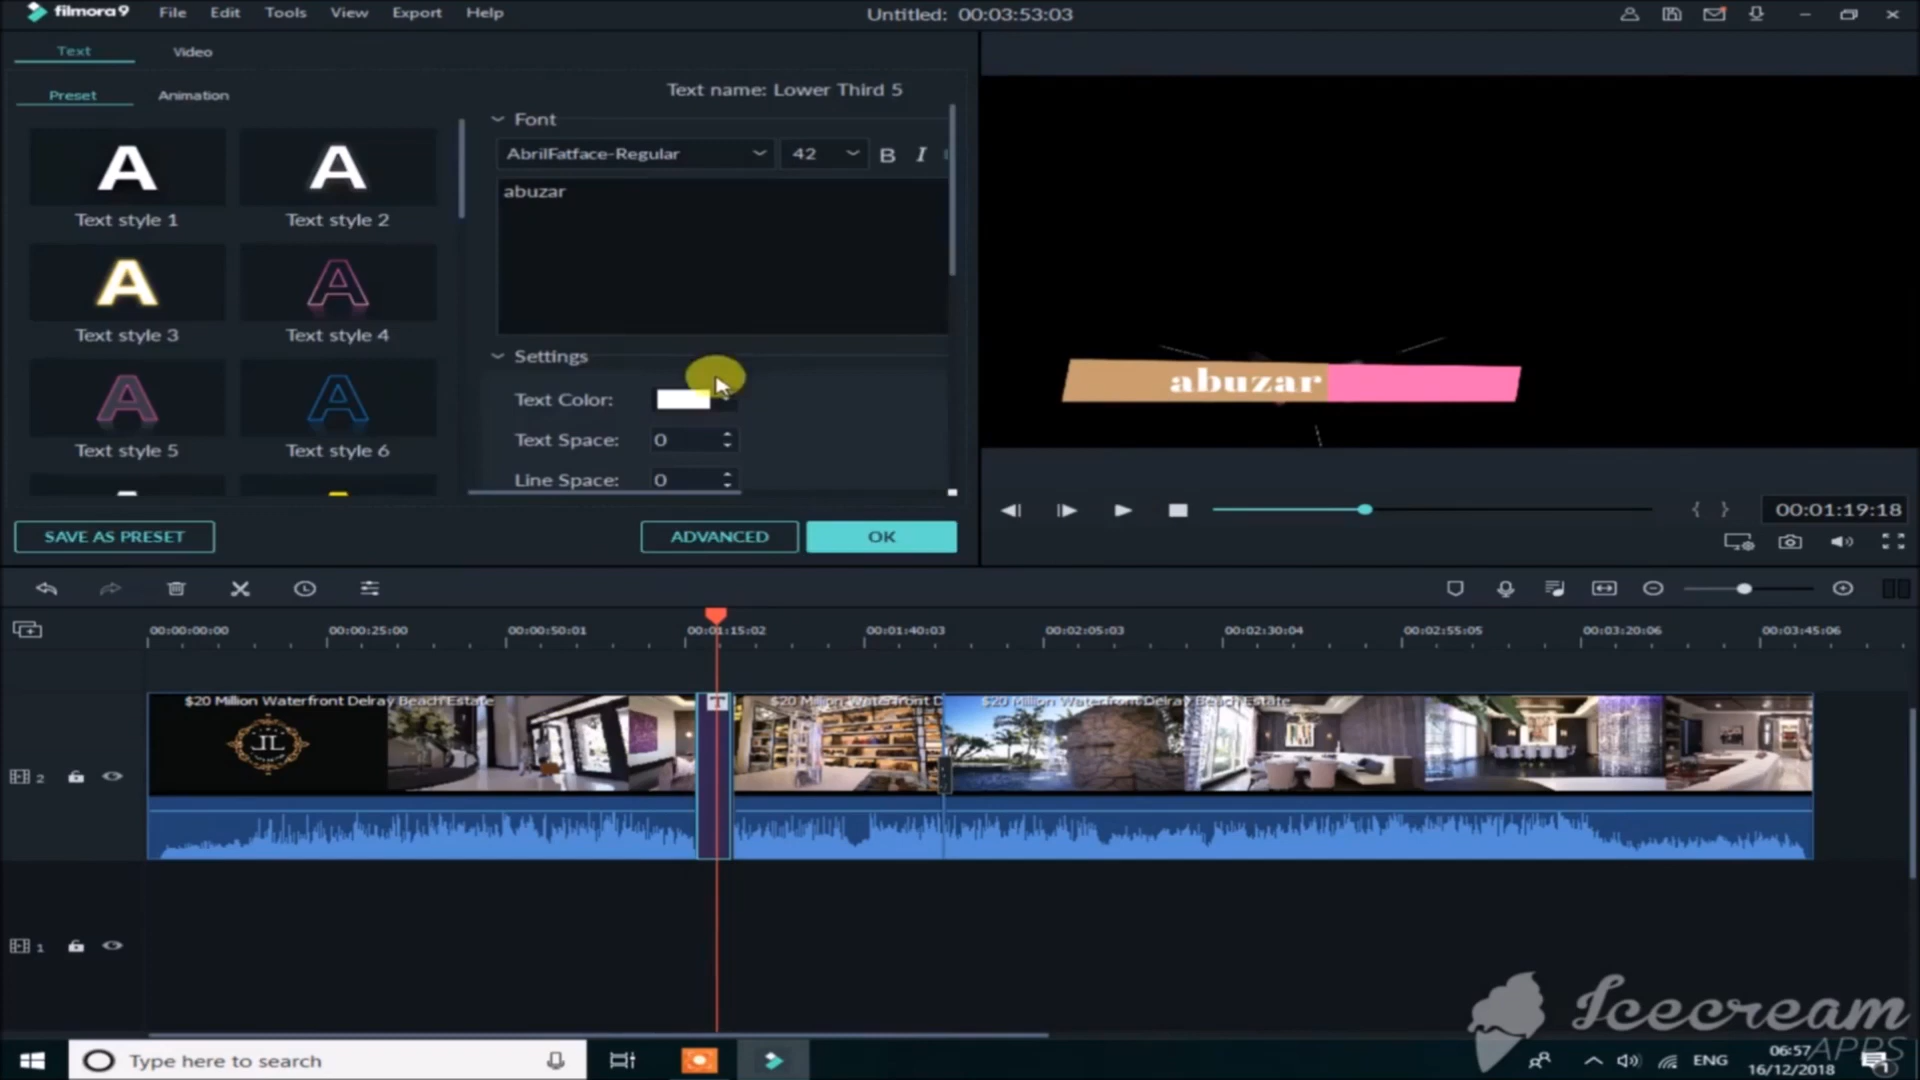 filmora9
File Edit Tools View Export Help
Untitled: 00:03:53:03
Text Video
Preset Animation
Text name: Lower Third 5
Font
AbrilFatface-Regular 42 B I
abuzar
A A
Text style 1 Text style 2
A A
Text style 3 Text style 4
A A
Text style 5 Text style 6
Settings
Text Color:
Text Space: 0
Line Space: 0
abuzar
SAVE AS PRESET ADVANCED OK
{ } 00:01:19:18
00:00:00:00 00:00:25:00 00:00:50:01 00:01:15:02 00:01:40:03 00:02:05:03 00:02:30:04 00:02:55:05 00:03:20:06 00:03:45:06
$20 Million Waterfront Delray Beach Estate T $20 Million Waterfront D $20 Million Waterfront Delray Beach Estate
JL
2
1
Icecream
APPS
Type here to search
ENG
06:57
16/12/2018
1